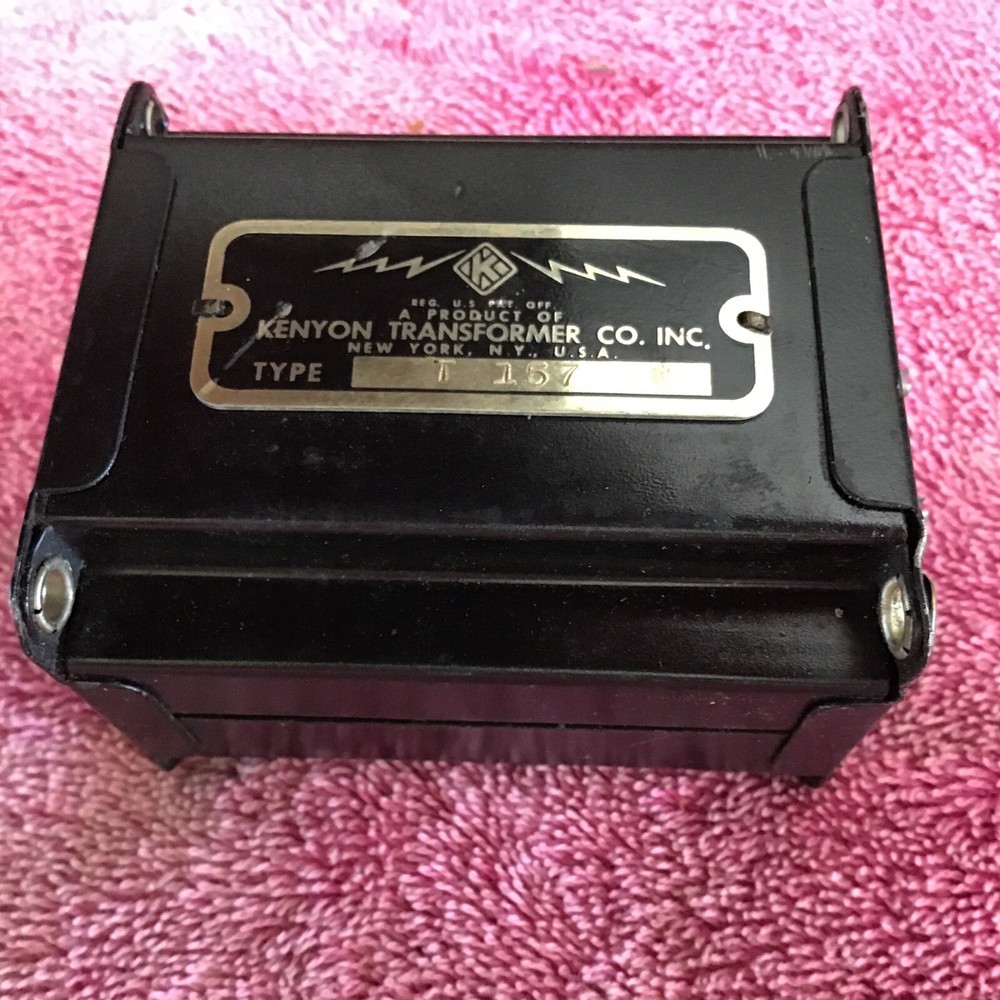 K
REG. U.S. PAT. OFF.
A PRODUCT OF
KENYON TRANSFORMER CO. INC.
NEW YORK, N.Y., U.S.A.
TYPE T 157